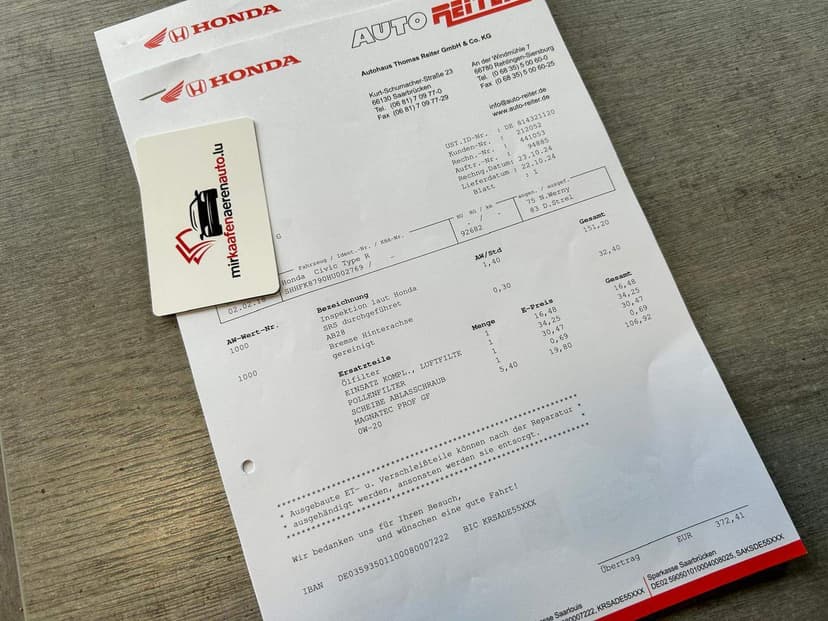 HONDA
HONDA
AUTO REITER
Autohaus Thomas Reiter GmbH & Co. KG
Kurt-Schumacher-Straße 23
66130 Saarbrücken
Tel. (06 81) 7 09 77-0
Fax (06 81) 7 09 77-29
An der Windmühle 7
66780 Rehlingen-Siersburg
Tel. (0 68 35) 5 00 60-0
Fax (0 68 35) 5 00 60-25
info@auto-reiter.de
www.auto-reiter.de
UST.ID-Nr. : DE 814321120
Kunden-Nr. : 212052
Rechn.-Nr. : 441053
Auftr.-Nr. : 94885
Rechng.Datum: 23.10.24
Lieferdatum : 22.10.24
Blatt : 1
mirkaafenaerenauto.lu
G
Fahrzeug / Ident.-Nr. / KBA-Nr.
Honda Civic Type R
SHHFK8790HU02769 / -
02.02.18
- / -
92682
75 N.Werny
83 D.Strel
AW-Wert-Nr. Bezeichnung AW/Std Gesamt
1000 Inspektion laut Honda 1,40 151,20
SRS durchgeführt
AB28
1000 Bremse Hinterachse 0,30 32,40
gereinigt
Ersatzteile Menge E-Preis Gesamt
Ölfilter 1 16,48 16,48
EINSATZ KOMPL., LUFTFILTE 1 34,25 34,25
POLLENFILTER 1 30,47 30,47
SCHEIBE ABLASSCHRAUB 1 0,69 0,69
MAGNATEC PROF GF 5,40 19,80 106,92
0W-20
* Ausgebaute ET- u. Verschleißteile können nach der Reparatur *
* ausgehändigt werden, ansonsten werden sie entsorgt. *
Wir bedanken uns für Ihren Besuch,
und wünschen eine gute Fahrt!
IBAN DE03593501100080007222 BIC KRSADE55XXX
Übertrag EUR 372,41
Sparkasse Saarbrücken
DE02 590501010004008025, SAKSDE55XXX
Saarlouis
KRSADE55XXX